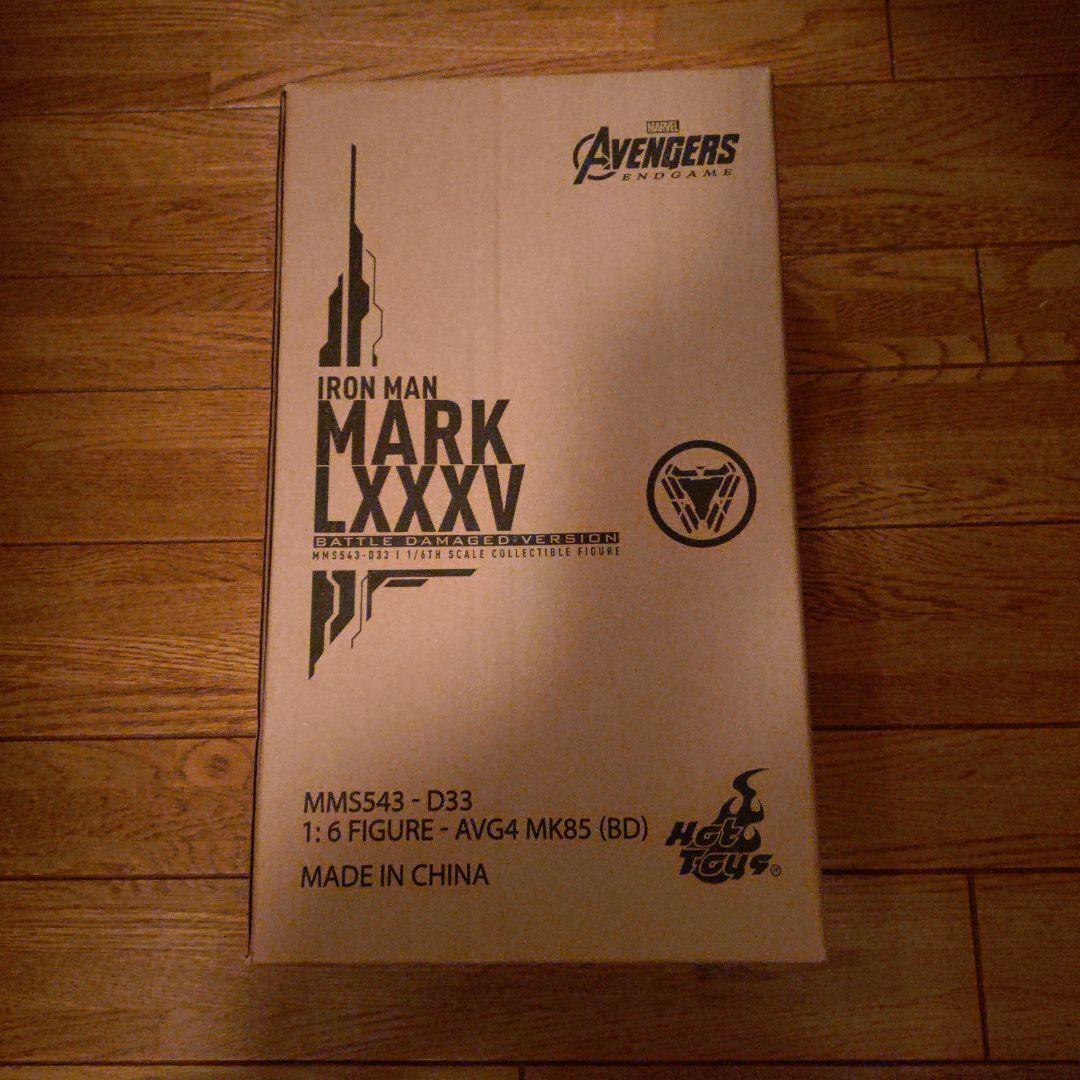 MARVEL
AVENGERS
ENDGAME
IRON MAN
MARK
LXXXV
BATTLE DAMAGED VERSION
MMS543-D33 | 1/6TH SCALE COLLECTIBLE FIGURE
MMS543 - D33
1: 6 FIGURE - AVG4 MK85 (BD)
MADE IN CHINA
Hot
Toys®